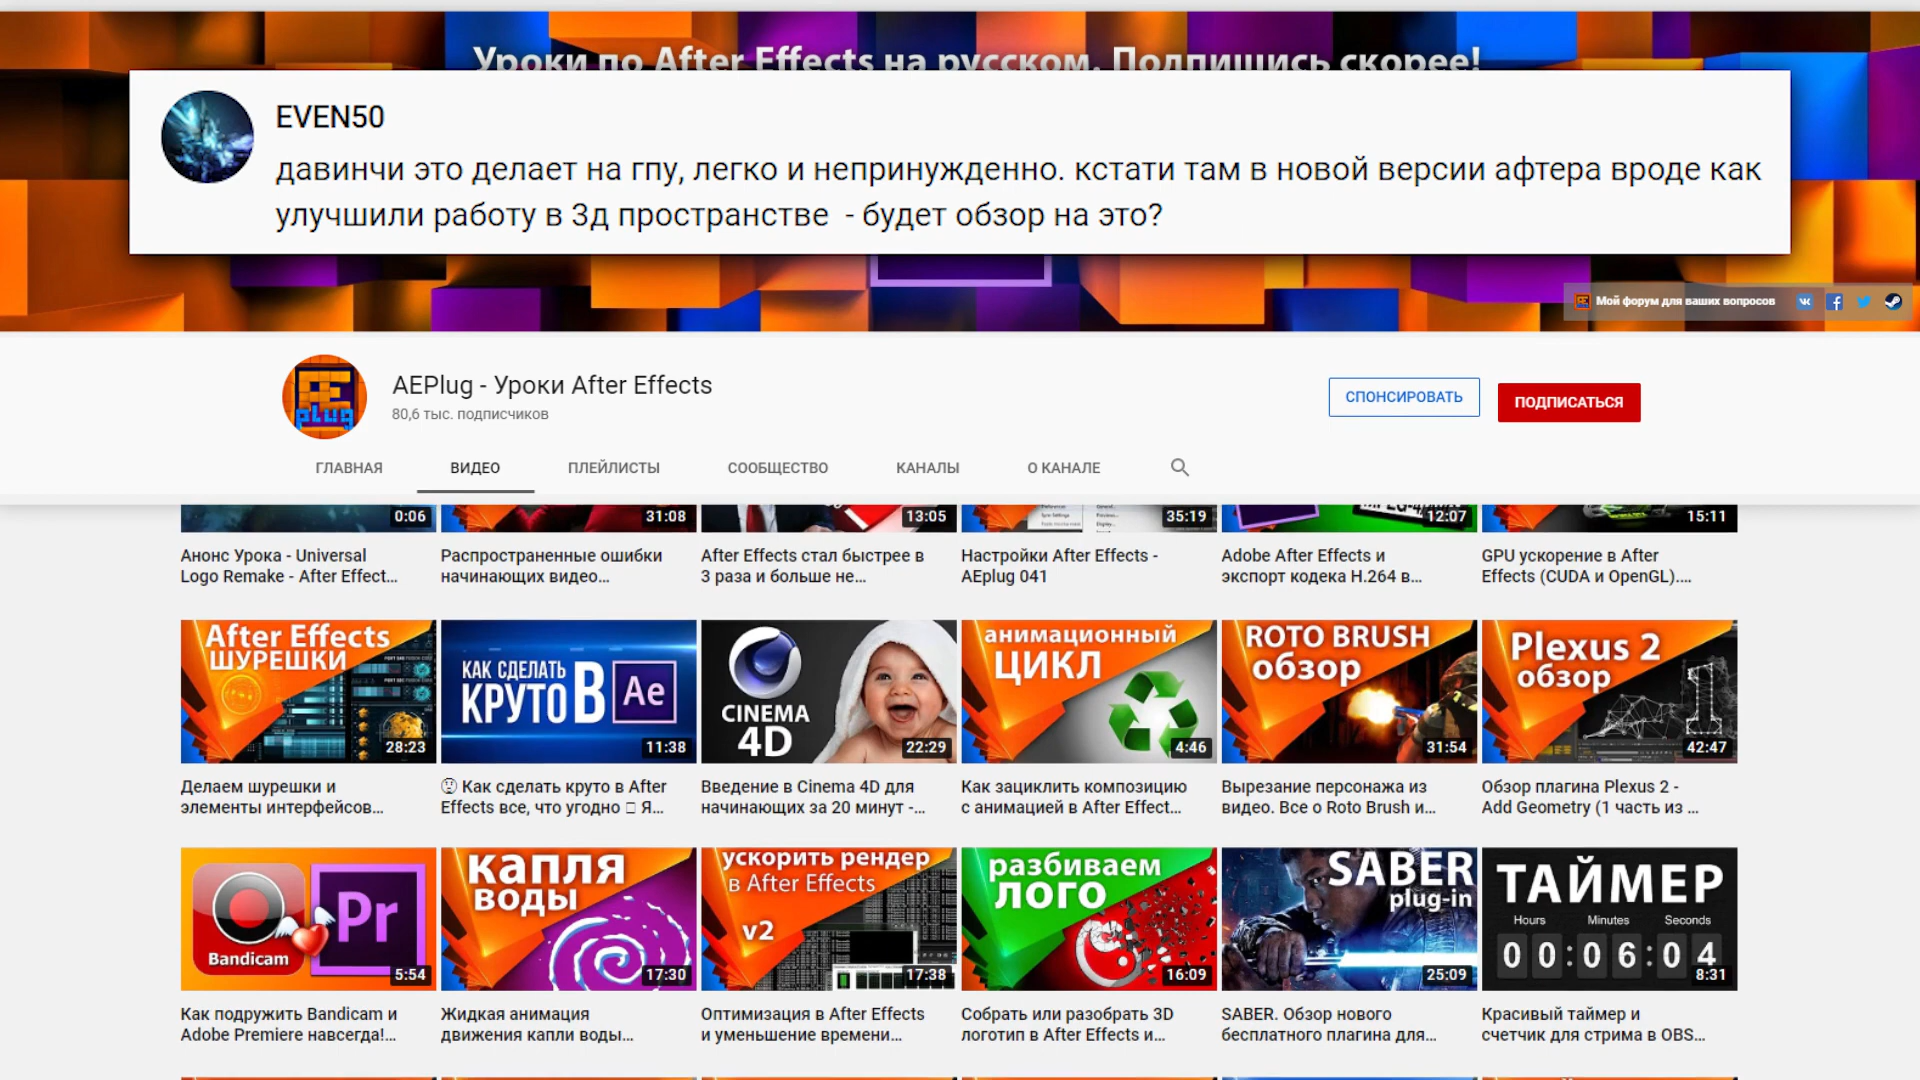 Уроки по After Effects на русском. Подпишись скорее!
EVEN50
давинчи это делает на гпу, легко и непринужденно. кстати там в новой версии афтера вроде как
улучшили работу в 3д пространстве  - будет обзор на это?
Мой форум для ваших вопросов
AEPlug - Уроки After Effects
80,6 тыс. подписчиков
СПОНСИРОВАТЬ
ПОДПИСАТЬСЯ
ГЛАВНАЯ
ВИДЕО
ПЛЕЙЛИСТЫ
СООБЩЕСТВО
КАНАЛЫ
О КАНАЛЕ
0:06
31:08
13:05
35:19
12:07
15:11
Анонс Урока - Universal
Logo Remake - After Effect...
Распространенные ошибки
начинающих видео...
After Effects стал быстрее в
3 раза и больше не...
Настройки After Effects -
AEplug 041
Adobe After Effects и
экспорт кодека H.264 в...
GPU ускорение в After
Effects (CUDA и OpenGL)....
After Effects
ШУРЕШКИ
28:23
КАК СДЕЛАТЬ
КРУТО В Ae
11:38
CINEMA
4D
22:29
анимационный
ЦИКЛ
4:46
ROTO BRUSH
обзор
31:54
Plexus 2
обзор
42:47
Делаем шурешки и
элементы интерфейсов...
Как сделать круто в After
Effects все, что угодно Я...
Введение в Cinema 4D для
начинающих за 20 минут -...
Как зациклить композицию
с анимацией в After Effect...
Вырезание персонажа из
видео. Все о Roto Brush и...
Обзор плагина Plexus 2 -
Add Geometry (1 часть из ...
Bandicam
Pr
5:54
капля
воды
17:30
ускорить рендер
в After Effects
v2
17:38
разбиваем
ЛОГО
16:09
SABER
plug-in
25:09
ТАЙМЕР
Hours Minutes Seconds
00:06:04
8:31
Как подружить Bandicam и
Adobe Premiere навсегда!...
Жидкая анимация
движения капли воды...
Оптимизация в After Effects
и уменьшение времени...
Собрать или разобрать 3D
логотип в After Effects и...
SABER. Обзор нового
бесплатного плагина для...
Красивый таймер и
счетчик для стрима в OBS...